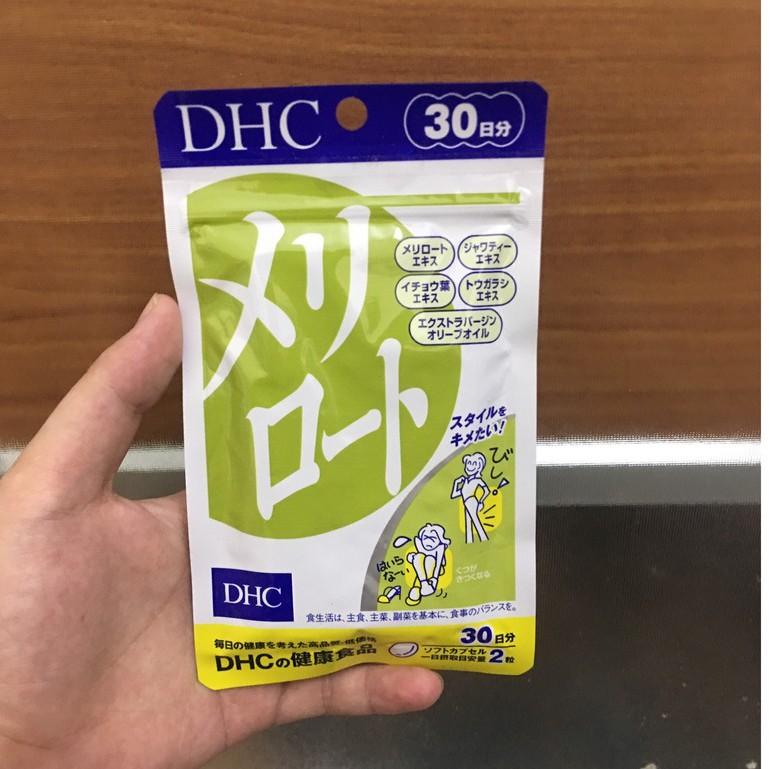 DHC
30日分
メリ
ロート
メリロート
エキス
ジャワティー
エキス
イチョウ葉
エキス
トウガラシ
エキス
エクストラバージン
オリーブオイル
スタイルを
キメたい!
びしっ。
はいら
なーい
くつが
きつくなる
DHC
食生活は、主食、主菜、副菜を基本に、食事のバランスを。
毎日の健康を考えた高品質・低価格
DHCの健康食品
30日分
ソフトカプセル
一日摂取目安量 2粒